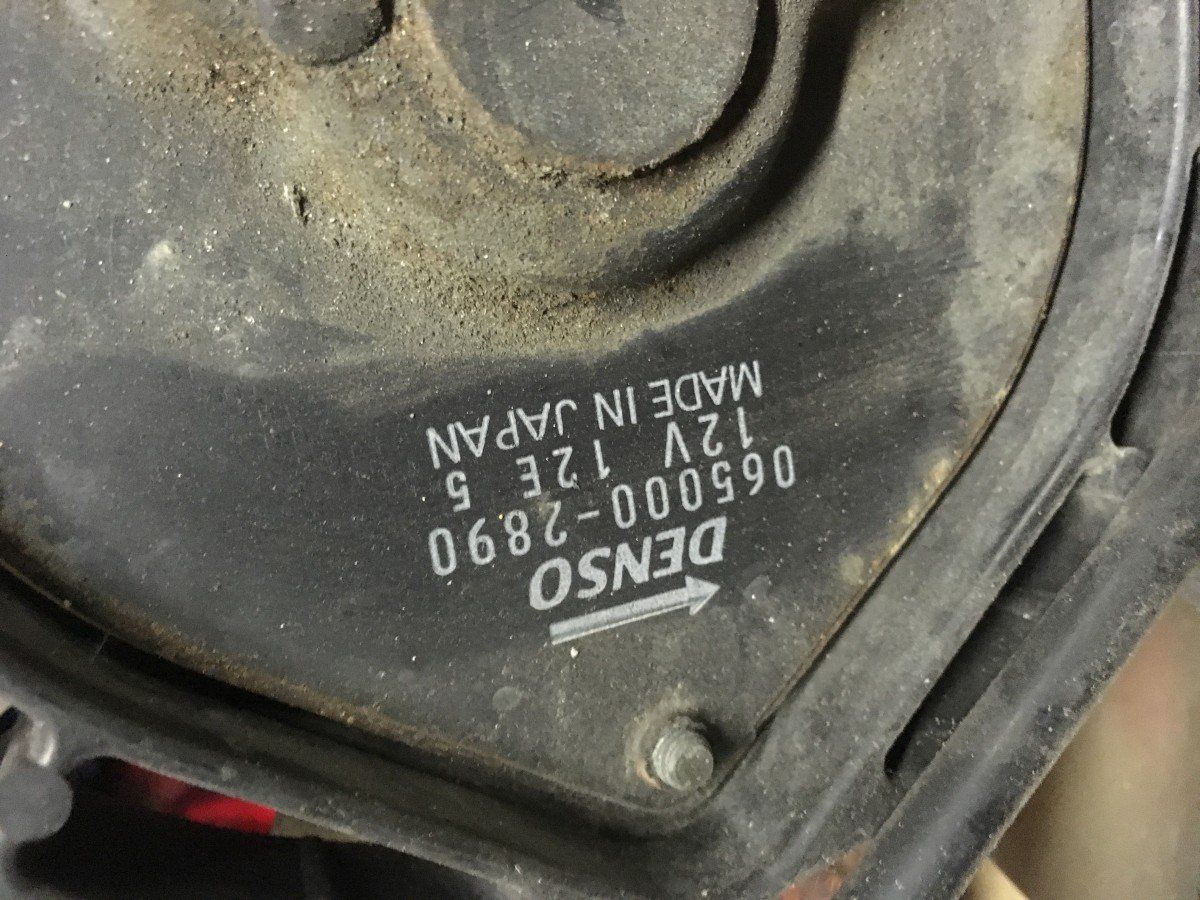 DENSO
065000-2890
12V 12E 5
MADE IN JAPAN